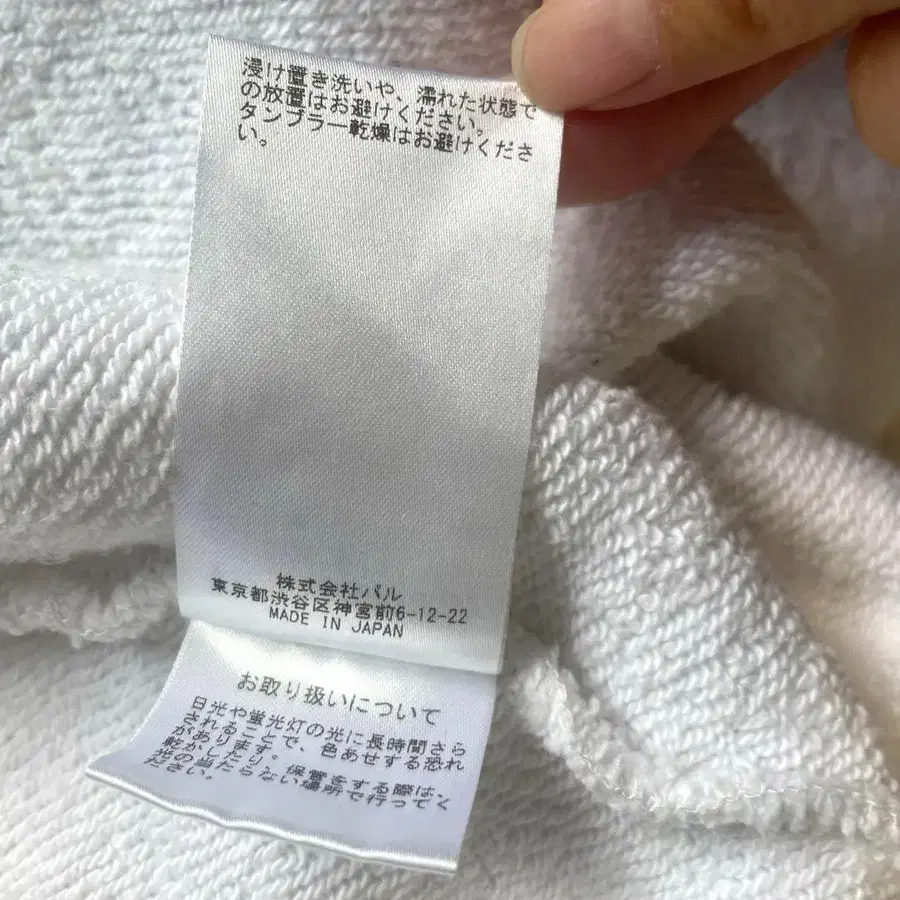 浸け置き洗いや、濡れた状態で
の放置はお避けください。
タンブラー乾燥はお避けくださ
い。
株式会社パル
東京都渋谷区神宮前6-12-22
MADE IN JAPAN
お取り扱いについて
日光や蛍光灯の光に長時間さら
されることで、色あせする恐れ
があります。
乾かしたり、保管をする際は、
光の当たらない場所で行ってく
ださい。